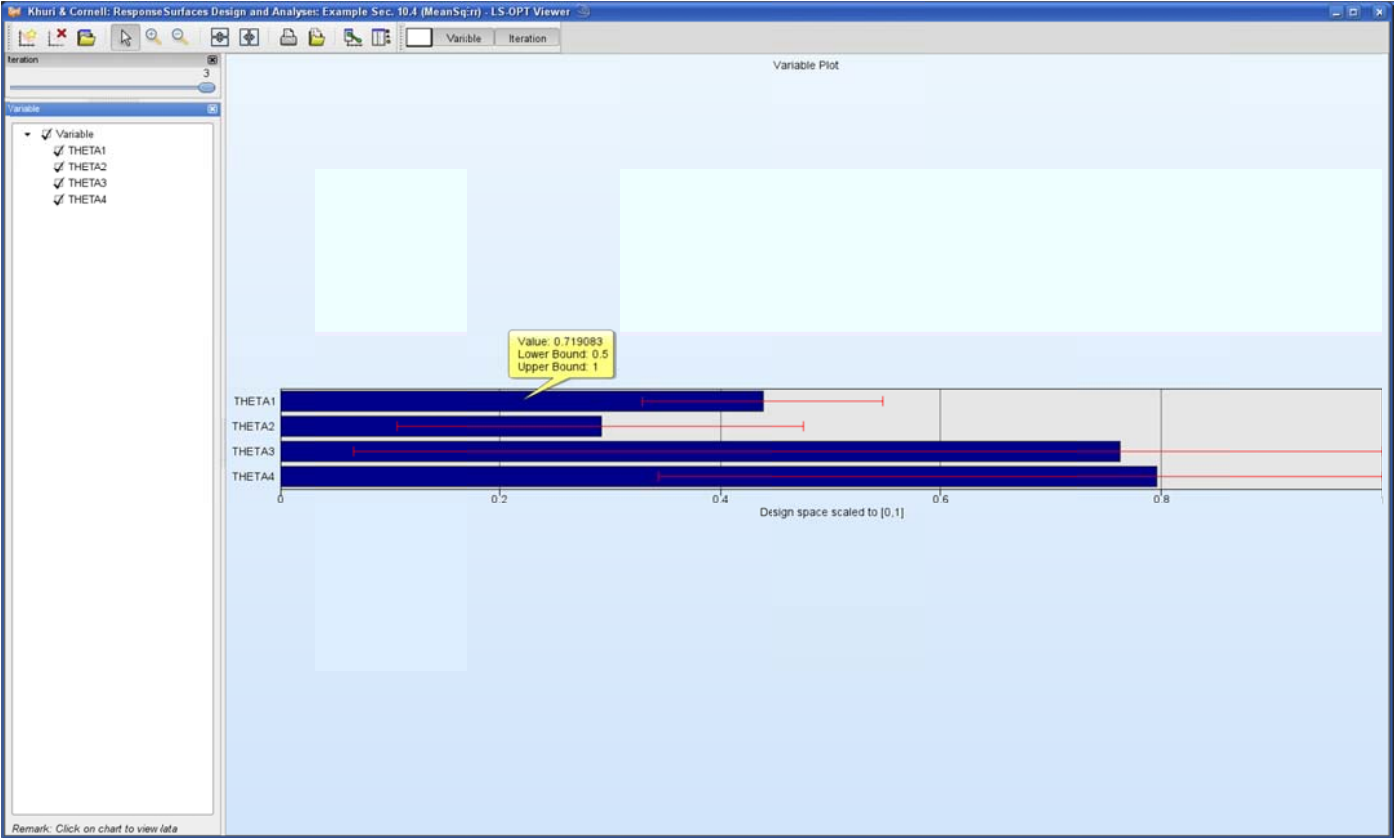 Khuri & Cornell: ResponseSurfaces Design and Analyse: Example Sec. 10.4 (MeanSq:rr) - LS-OPT Viewer
Variible Iteration
teration
3
Variable
Variable
THETA1
THETA2
THETA3
THETA4
Remark: Click on chart to view lata
Variable Plot
Value: 0.719083
Lower Bound: 0.5
Upper Bound: 1
THETA1
THETA2
THETA3
THETA4
0 0.2 0.4 0.6 0.8
Design space scaled to [0,1]